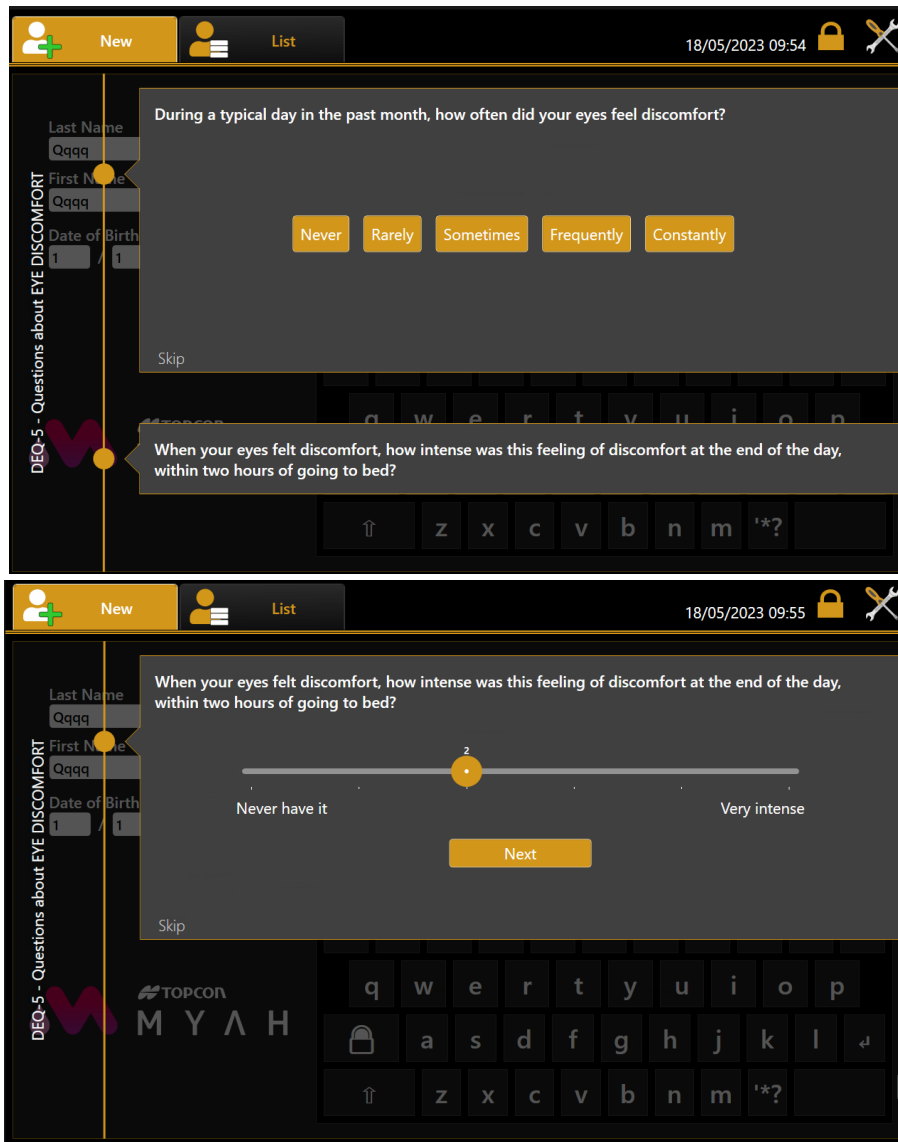 New
List
18/05/2023 09:54
During a typical day in the past month, how often did your eyes feel discomfort?
Last Name
Qqqq
First Name
Qqqq
Date of Birth
1 / 1
Never
Rarely
Sometimes
Frequently
Constantly
Skip
DEQ-5 - Questions about EYE DISCOMFORT
TOPCON
q w e r t y u i o p
When your eyes felt discomfort, how intense was this feeling of discomfort at the end of the day,
within two hours of going to bed?
⇧ z x c v b n m '*?
New
List
18/05/2023 09:55
When your eyes felt discomfort, how intense was this feeling of discomfort at the end of the day,
within two hours of going to bed?
Last Name
Qqqq
First Name
Qqqq
Date of Birth
1 / 1
2
Never have it
Very intense
Next
Skip
DEQ-5 - Questions about EYE DISCOMFORT
TOPCON
MYAH
q w e r t y u i o p
a s d f g h j k l
⇧ z x c v b n m '*?